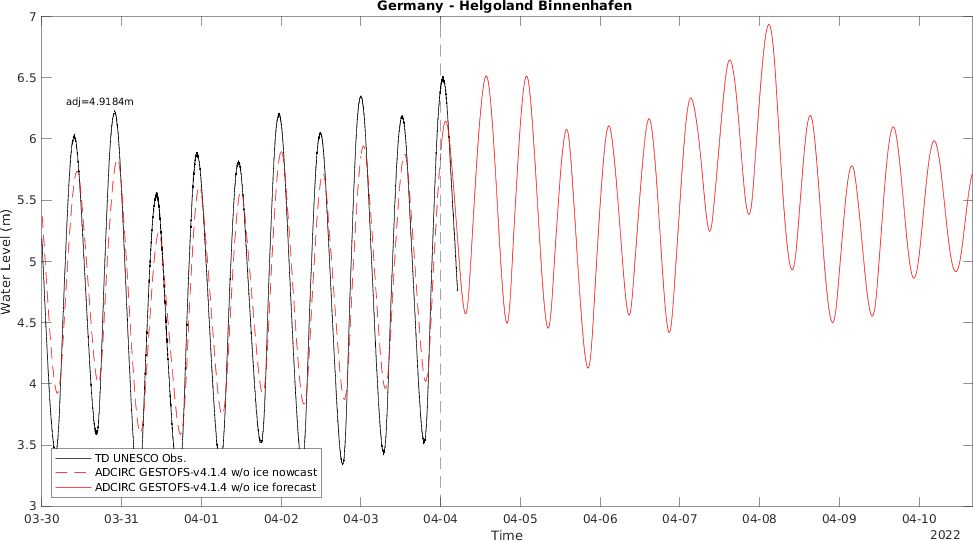 Germany - Helgoland Binnenhafen
Water Level (m)
7
6.5
6
5.5
5
4.5
4
3.5
3
adj=4.9184m
TD UNESCO Obs.
ADCIRC GESTOFS-v4.1.4 w/o ice nowcast
ADCIRC GESTOFS-v4.1.4 w/o ice forecast
03-30 03-31 04-01 04-02 04-03 04-04 04-05 04-06 04-07 04-08 04-09 04-10
Time
2022